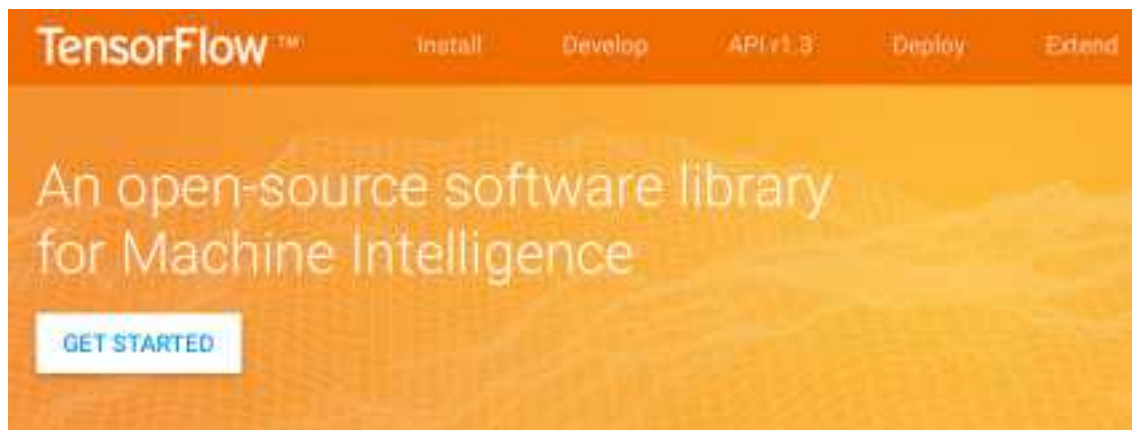 TensorFlow™ Install Develop API r1.3 Deploy Extend
An open-source software library
for Machine Intelligence
GET STARTED